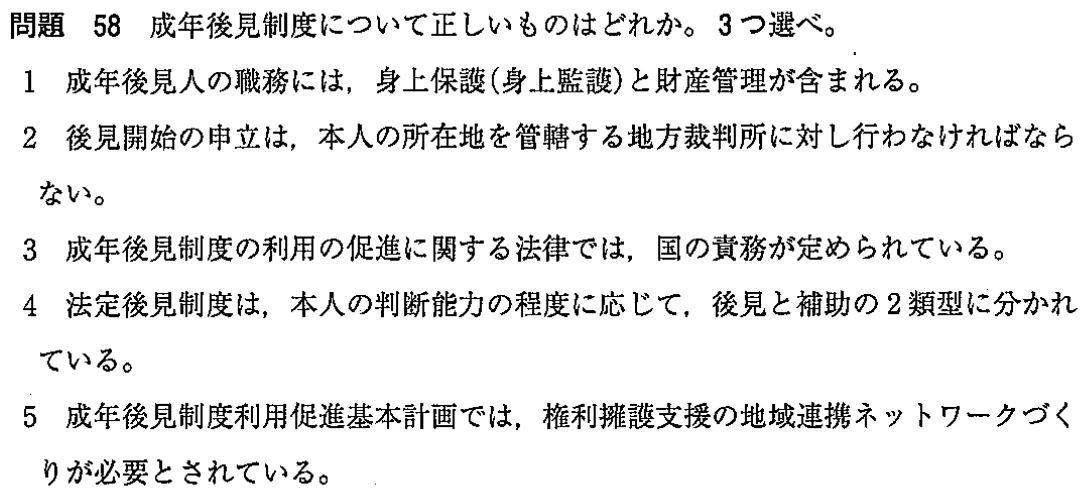 問題　58　成年後見制度について正しいものはどれか。3つ選べ。
1　成年後見人の職務には，身上保護(身上監護)と財産管理が含まれる。
2　後見開始の申立は，本人の所在地を管轄する地方裁判所に対し行わなければなら
ない。
3　成年後見制度の利用の促進に関する法律では，国の責務が定められている。
4　法定後見制度は，本人の判断能力の程度に応じて，後見と補助の2類型に分かれ
ている。
5　成年後見制度利用促進基本計画では，権利擁護支援の地域連携ネットワークづく
りが必要とされている。